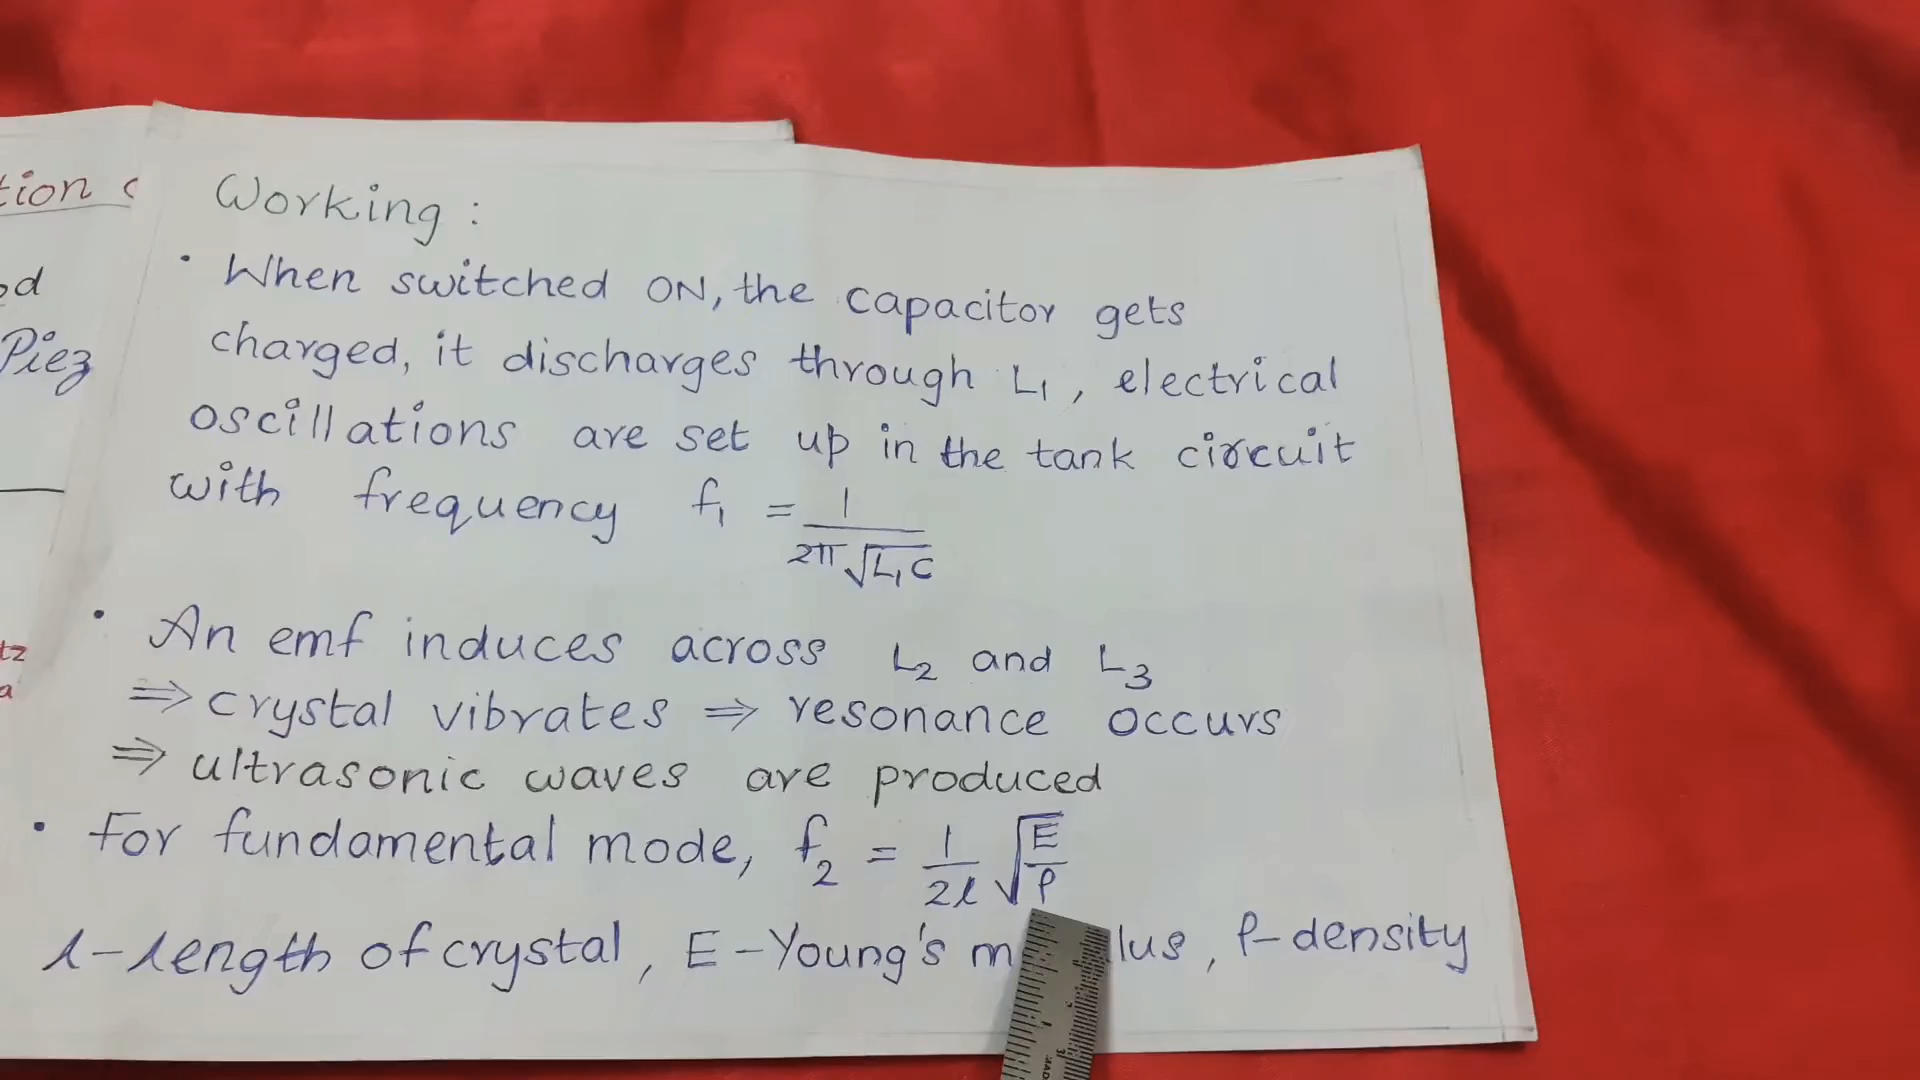 Working :
• When switched ON, the capacitor gets
charged, it discharges through L₁, electrical
oscillations are set up in the tank circuit
with frequency f₁ = 1 / 2π√L₁C
• An emf induces across L₂ and L₃
⇒ crystal vibrates ⇒ resonance occurs
⇒ ultrasonic waves are produced
• For fundamental mode, f₂ = 1/2l √E/ρ
l - length of crystal, E - Young's, ρ - density
tion
Piez
tz
a